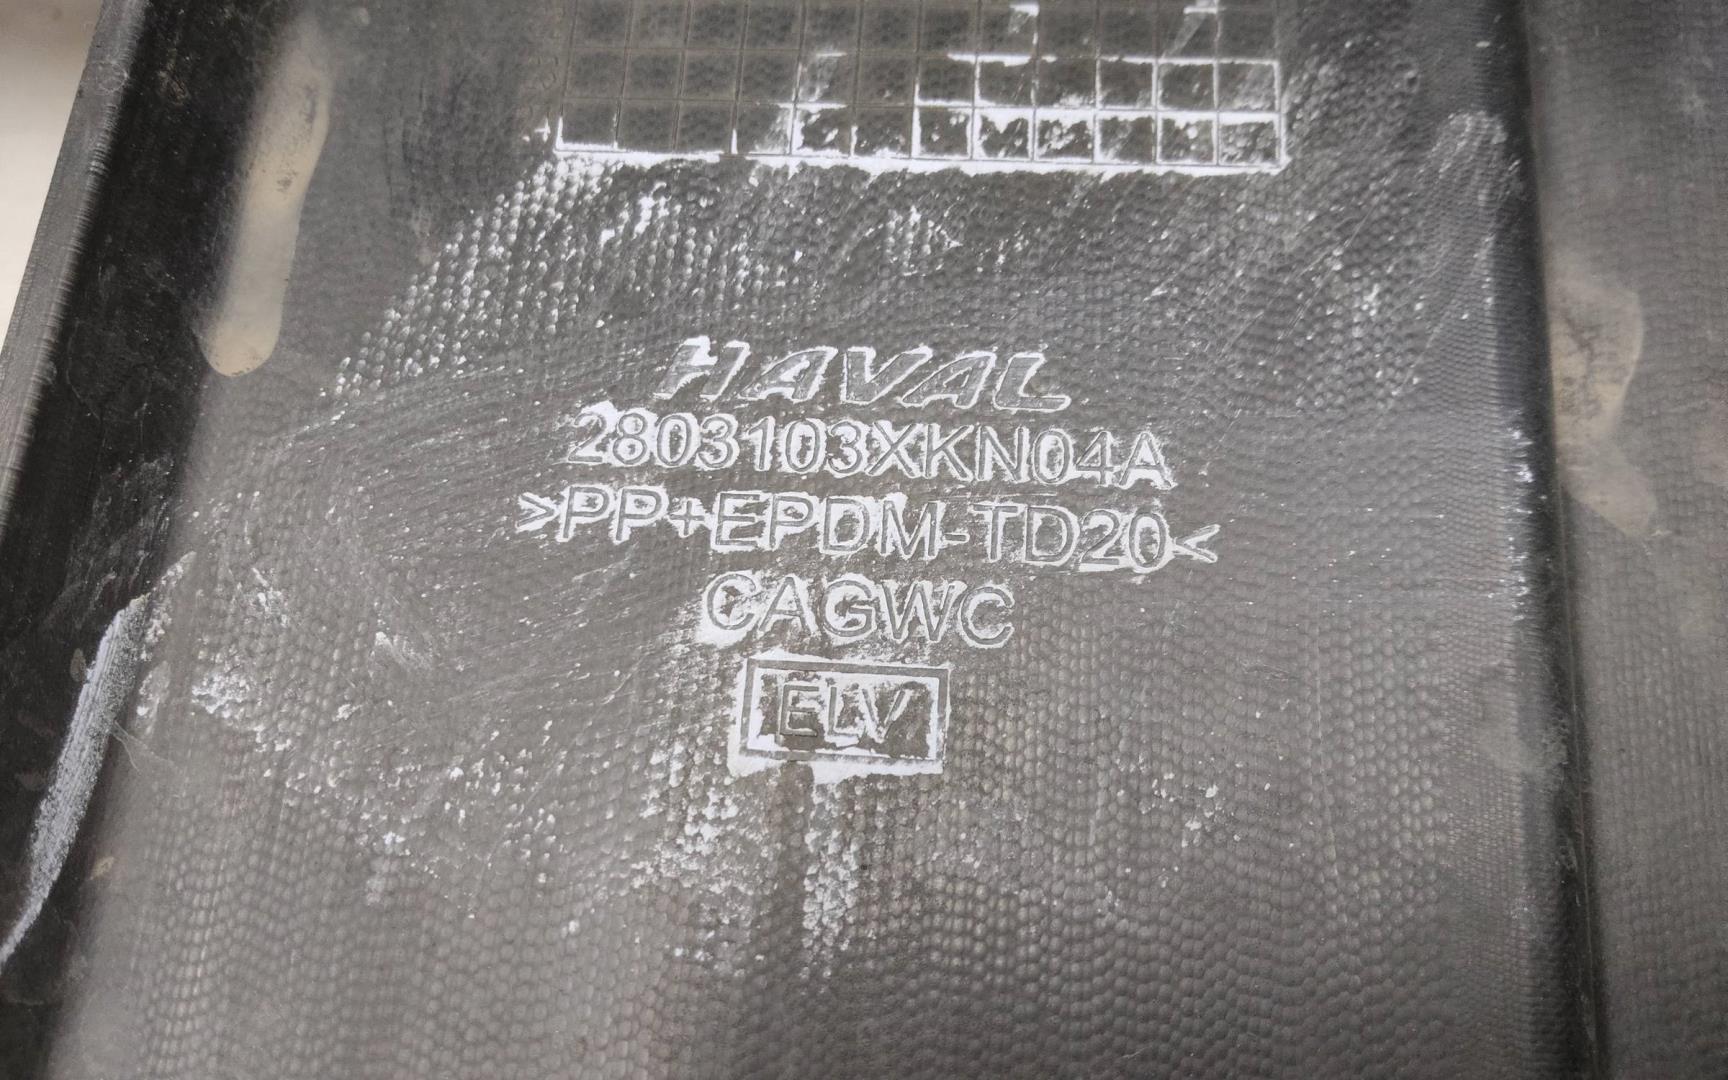 HAVAL
2803103XKN04A
>PP+EPDM-TD20<
CAGWC
ELV